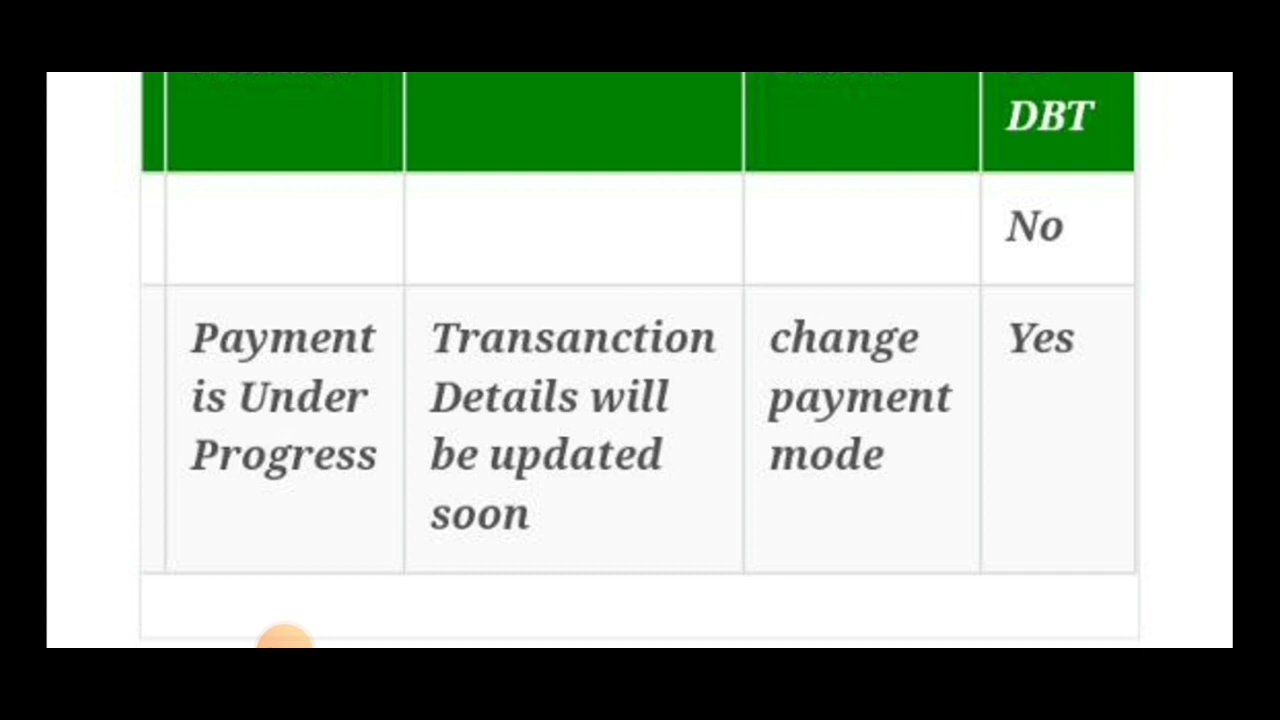 DBT
No
Payment
is Under
Progress
Transanction
Details will
be updated
soon
change
payment
mode
Yes